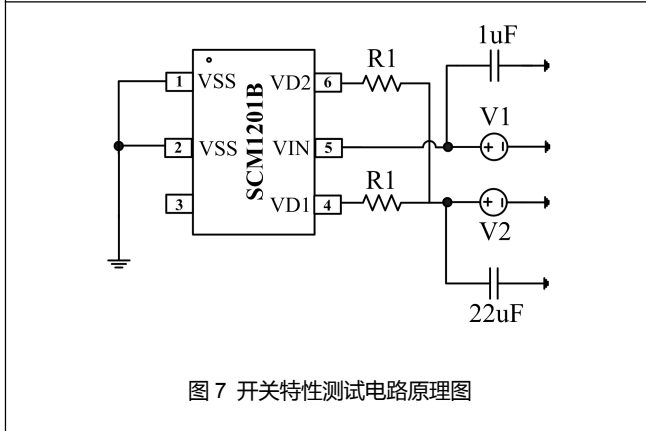 1uF
R1
1 VSS VD2 6
V1
2 VSS VIN 5
SCM1201B
R1
3 VD1 4
V2
22uF
图 7 开关特性测试电路原理图